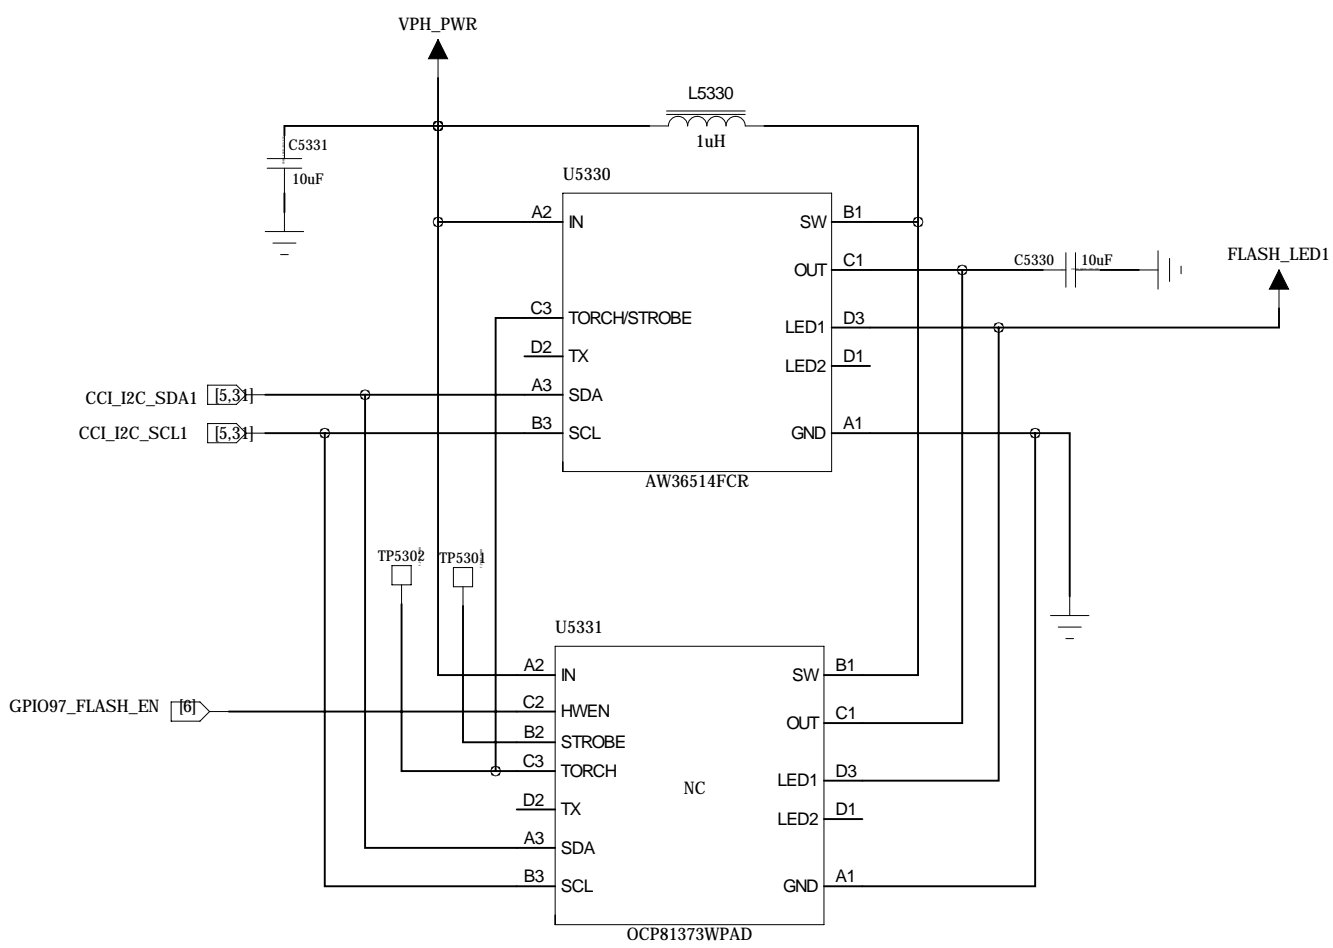 VPH_PWR
L5330
1uH
C5331
10uF
U5330
A2 IN SW B1
OUT C1 C5330 10uF FLASH_LED1
C3 TORCH/STROBE LED1 D3
D2 TX LED2 D1
CCI_I2C_SDA1 [5,31] A3 SDA
CCI_I2C_SCL1 [5,31] B3 SCL GND A1
AW36514FCR
TP5302 TP5301
U5331
A2 IN SW B1
GPIO97_FLASH_EN [6] C2 HWEN OUT C1
B2 STROBE
C3 TORCH LED1 D3
NC
D2 TX LED2 D1
A3 SDA
B3 SCL GND A1
OCP81373WPAD